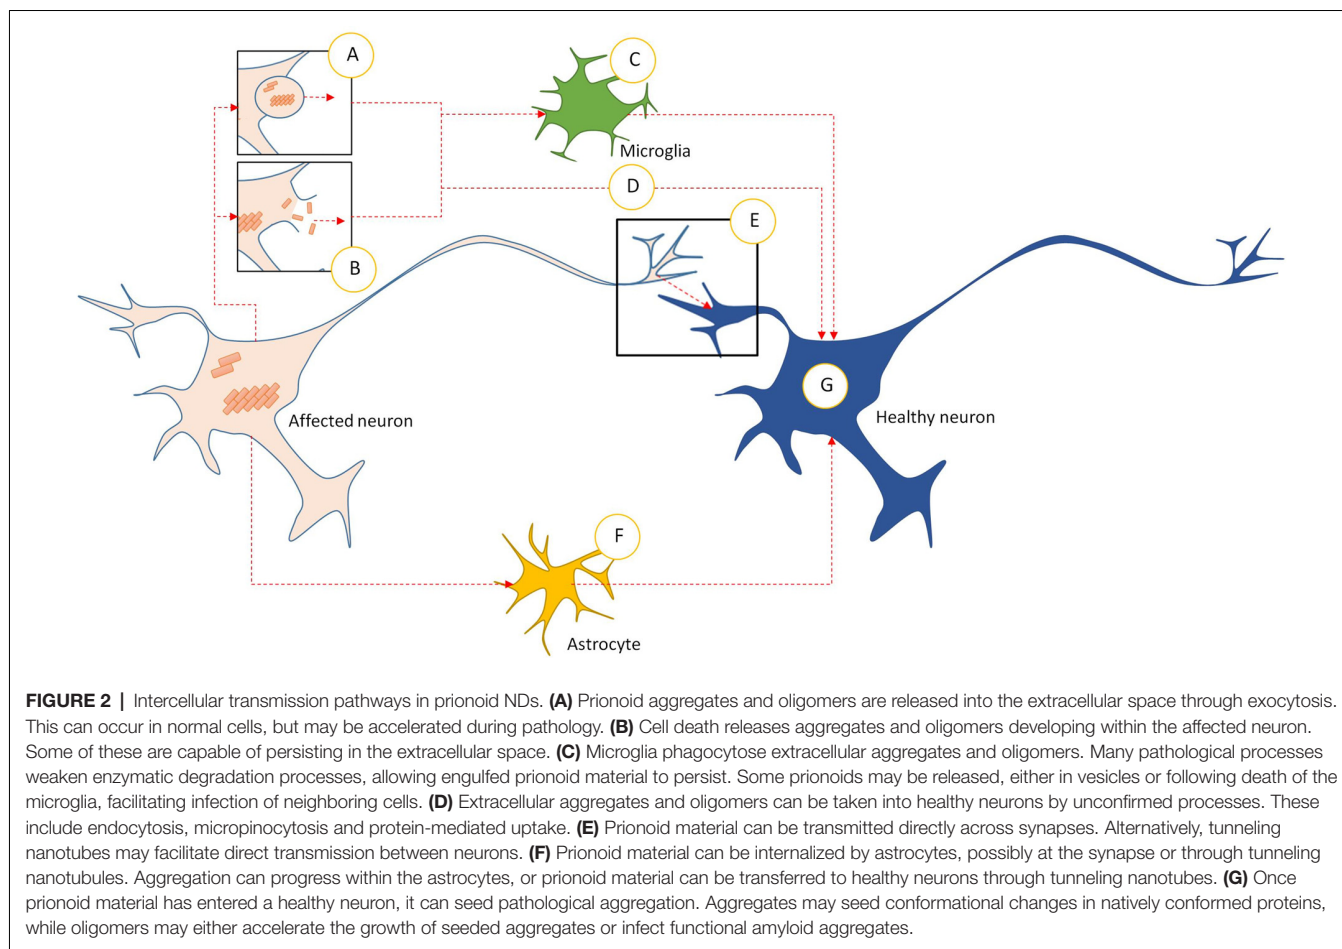 A
C
Microglia
D
E
B
G
Affected neuron
Healthy neuron
F
Astrocyte
FIGURE 2 | Intercellular transmission pathways in prionoid NDs. (A) Prionoid aggregates and oligomers are released into the extracellular space through exocytosis.
This can occur in normal cells, but may be accelerated during pathology. (B) Cell death releases aggregates and oligomers developing within the affected neuron.
Some of these are capable of persisting in the extracellular space. (C) Microglia phagocytose extracellular aggregates and oligomers. Many pathological processes
weaken enzymatic degradation processes, allowing engulfed prionoid material to persist. Some prionoids may be released, either in vesicles or following death of the
microglia, facilitating infection of neighboring cells. (D) Extracellular aggregates and oligomers can be taken into healthy neurons by unconfirmed processes. These
include endocytosis, micropinocytosis and protein-mediated uptake. (E) Prionoid material can be transmitted directly across synapses. Alternatively, tunneling
nanotubes may facilitate direct transmission between neurons. (F) Prionoid material can be internalized by astrocytes, possibly at the synapse or through tunneling
nanotubules. Aggregation can progress within the astrocytes, or prionoid material can be transferred to healthy neurons through tunneling nanotubes. (G) Once
prionoid material has entered a healthy neuron, it can seed pathological aggregation. Aggregates may seed conformational changes in natively conformed proteins,
while oligomers may either accelerate the growth of seeded aggregates or infect functional amyloid aggregates.